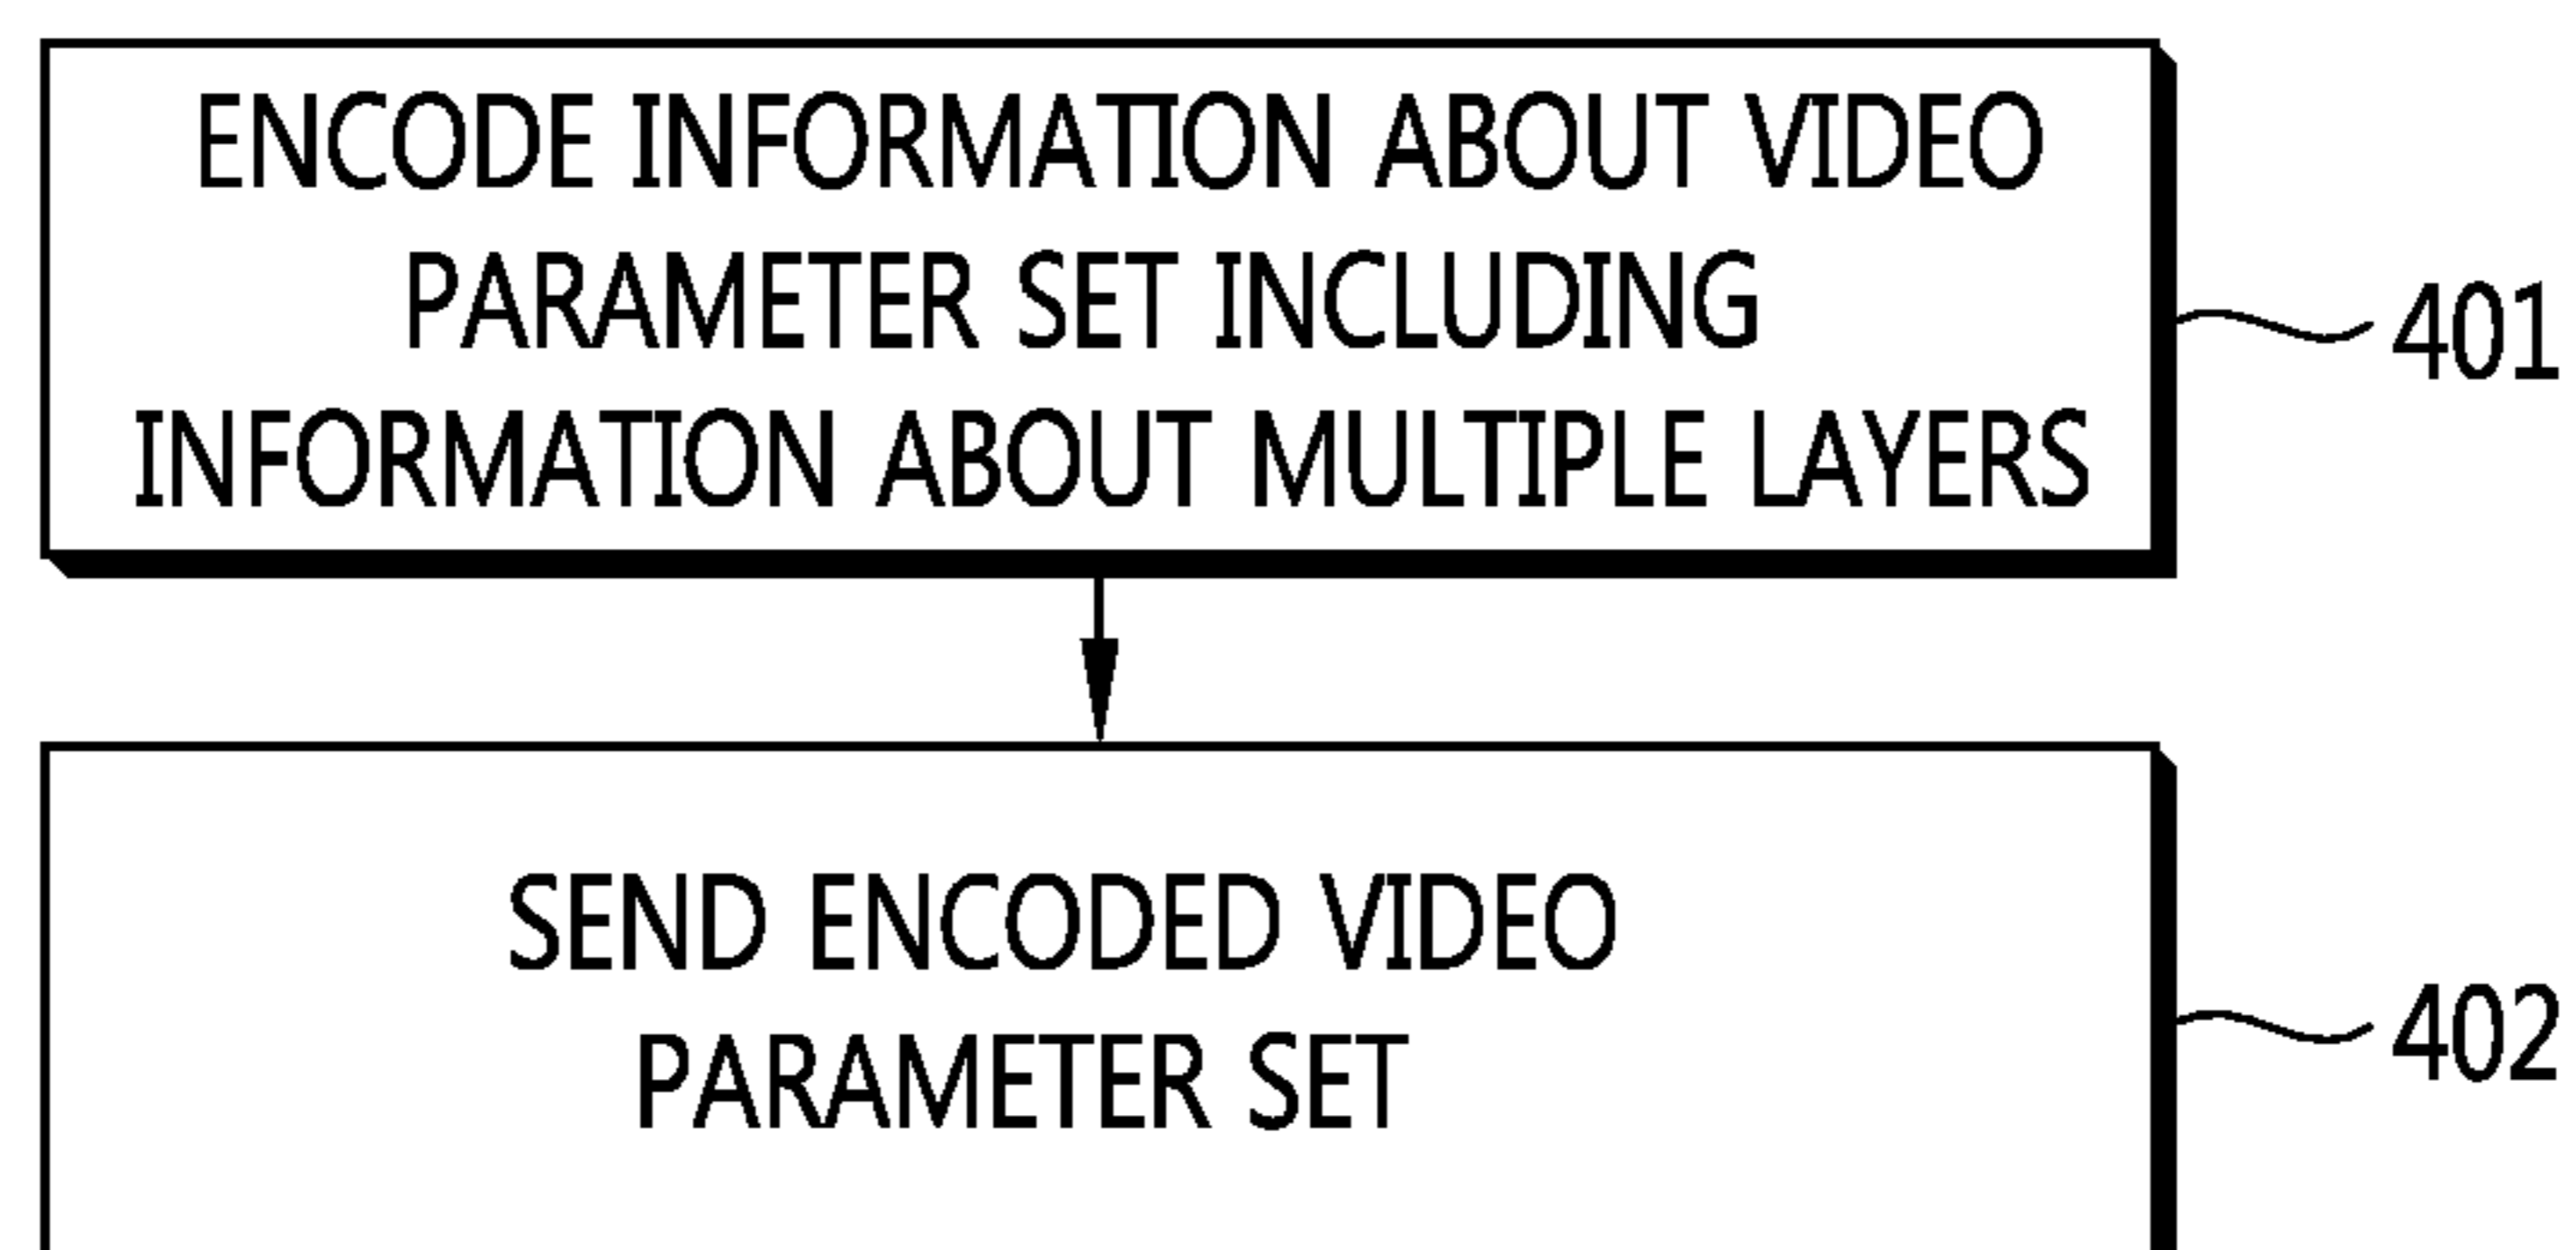 ENCODE INFORMATION ABOUT VIDEO
PARAMETER SET INCLUDING
INFORMATION ABOUT MULTIPLE LAYERS
401
SEND ENCODED VIDEO
PARAMETER SET
402